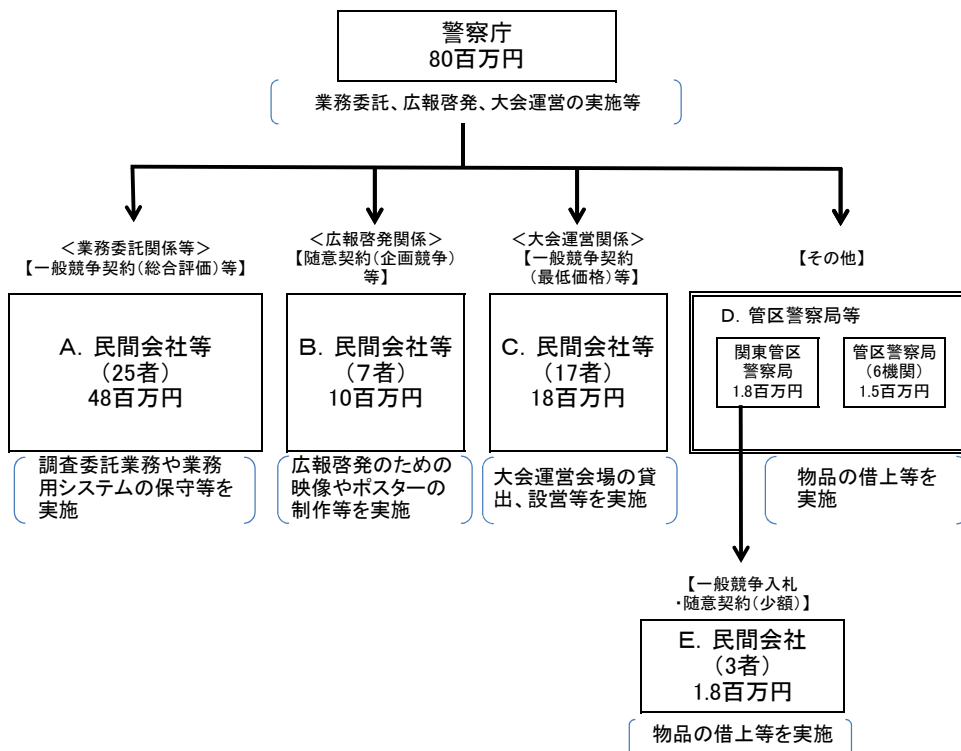 警察庁
80百万円
業務委託、広報啓発、大会運営の実施等
＜業務委託関係等＞
【一般競争契約（総合評価）等】
＜広報啓発関係＞
【随意契約（企画競争）
等】
＜大会運営関係＞
【一般競争契約
（最低価格）等】
【その他】
A．民間会社等
（25者）
48百万円
B．民間会社等
（7者）
10百万円
C．民間会社等
（17者）
18百万円
D．管区警察局等
関東管区
警察局
1.8百万円
管区警察局
（6機関）
1.5百万円
調査委託業務や業務
用システムの保守等を
実施
広報啓発のための
映像やポスターの
制作等を実施
大会運営会場の貸
出、設営等を実施
物品の借上等を
実施
【一般競争入札
・随意契約（少額）】
E．民間会社
（3者）
1.8百万円
物品の借上等を実施